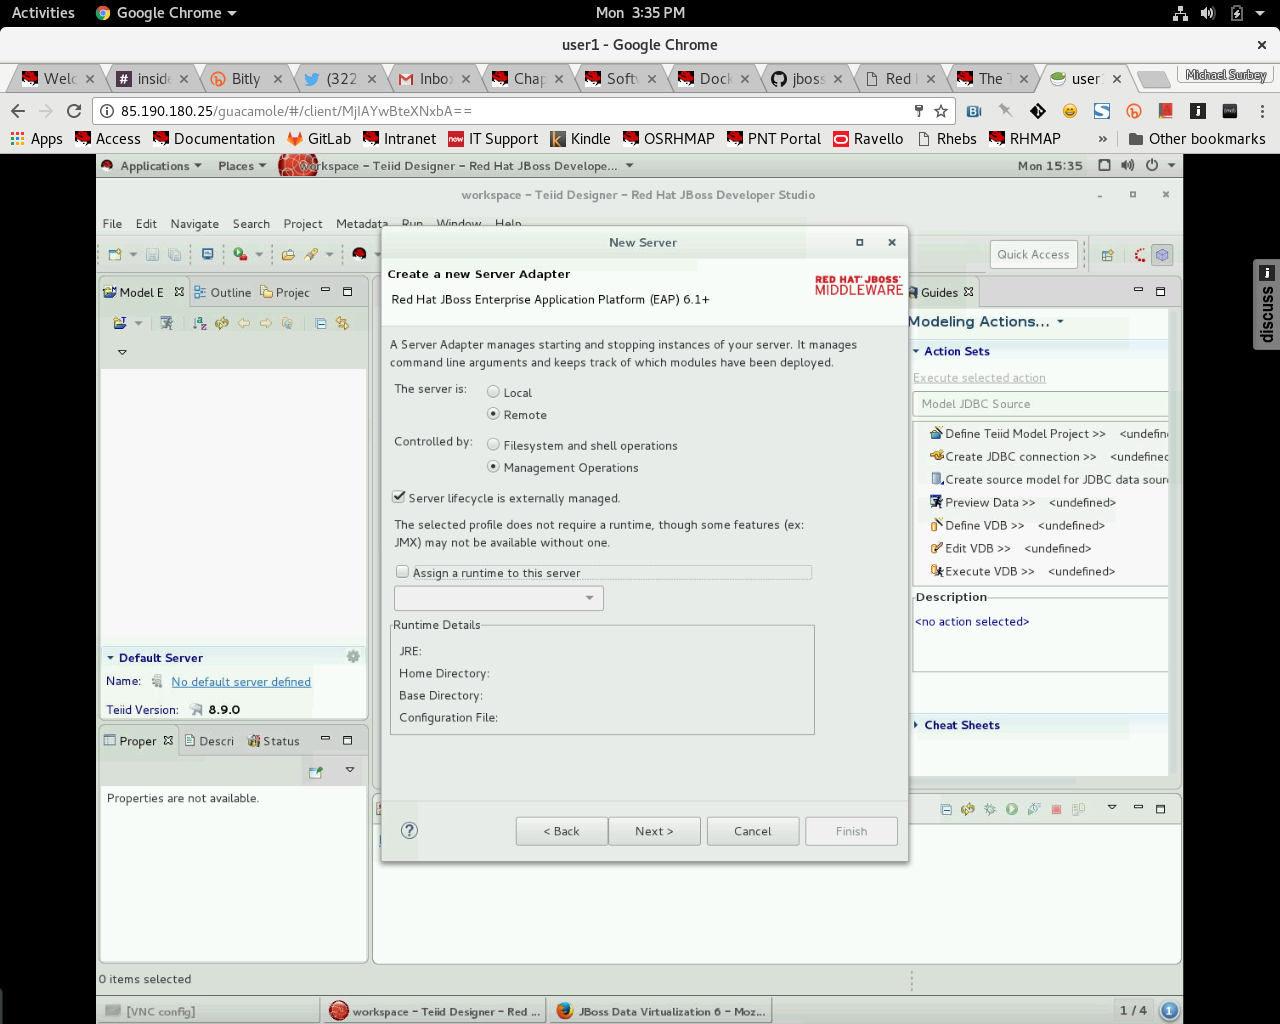 Activities Google Chrome Mon 3:35 PM
user1 - Google Chrome
Welc inside Bitly (322 Inbo Chap Softw Dock jboss Red The T user1 Michael Surbey
85.190.180.25/guacamole/#/client/MjIAYwBteXNxbA==
Apps Access Documentation GitLab Intranet IT Support Kindle OSRHMAP PNT Portal Ravello Rhebs RHMAP » Other bookmarks
Applications Places workspace – Teiid Designer – Red Hat JBoss Develope... Mon 15:35
workspace – Teiid Designer – Red Hat JBoss Developer Studio
File Edit Navigate Search Project Metadata Run Window Help
New Server
Quick Access
Create a new Server Adapter
RED HAT JBOSS
MIDDLEWARE
Red Hat JBoss Enterprise Application Platform (EAP) 6.1+
Model E Outline Projec Guides
discuss
Modeling Actions...
A Server Adapter manages starting and stopping instances of your server. It manages
command line arguments and keeps track of which modules have been deployed.
Action Sets
Execute selected action
The server is: Local
Remote
Model JDBC Source
Controlled by: Filesystem and shell operations
Management Operations
Define Teiid Model Project >> <undefin
Create JDBC connection >> <undefinec
Create source model for JDBC data sour
Preview Data >> <undefined>
Define VDB >> <undefined>
Edit VDB >> <undefined>
Execute VDB >> <undefined>
Server lifecycle is externally managed.
The selected profile does not require a runtime, though some features (ex:
JMX) may not be available without one.
Assign a runtime to this server
Description
<no action selected>
Runtime Details
JRE:
Home Directory:
Base Directory:
Configuration File:
Default Server
Name: No default server defined
Teiid Version: 8.9.0
Cheat Sheets
Proper Descri Status
Properties are not available.
< Back Next > Cancel Finish
0 items selected
[VNC config] workspace – Teiid Designer – Red ... JBoss Data Virtualization 6 – Moz... 1 / 4 1